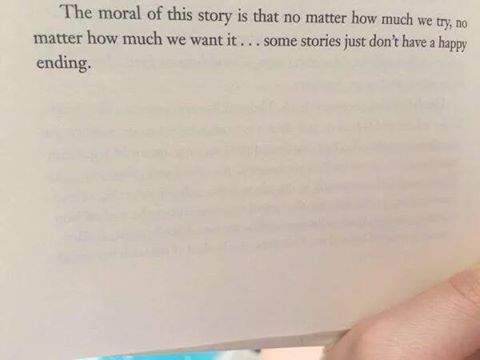 The moral of this story is that no matter how much we try, no
matter how much we want it . . . some stories just don't have a happy
ending.